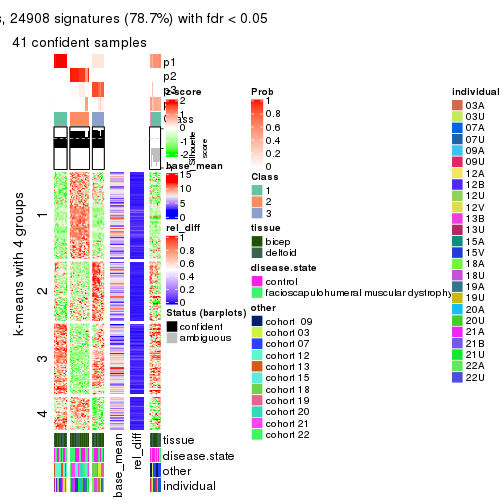 s, 24908 signatures (78.7%) with fdr < 0.05
41 confident samples
p1
p2
p3
z-score
2
1
0
-1
-2
Silhouette
score
base_mean
15
10
5
0
rel_diff
1
0.8
0.6
0.4
0.2
0
Status (barplots)
confident
ambiguous
k-means with 4 groups
1
2
3
4
tissue
disease.state
other
individual
base_mean
rel_diff
Prob
1
0.8
0.6
0.4
0.2
0
Class
1
2
3
tissue
bicep
deltoid
disease.state
control
facioscapulohumeral muscular dystrophy
other
cohort 09
cohort 03
cohort 07
cohort 12
cohort 13
cohort 15
cohort 18
cohort 19
cohort 20
cohort 21
cohort 22
individual
03A
03U
07A
07U
09A
09U
12A
12B
12U
12V
13B
13U
15A
15V
18A
18U
19A
19U
20A
20U
21A
21B
21U
22A
22U